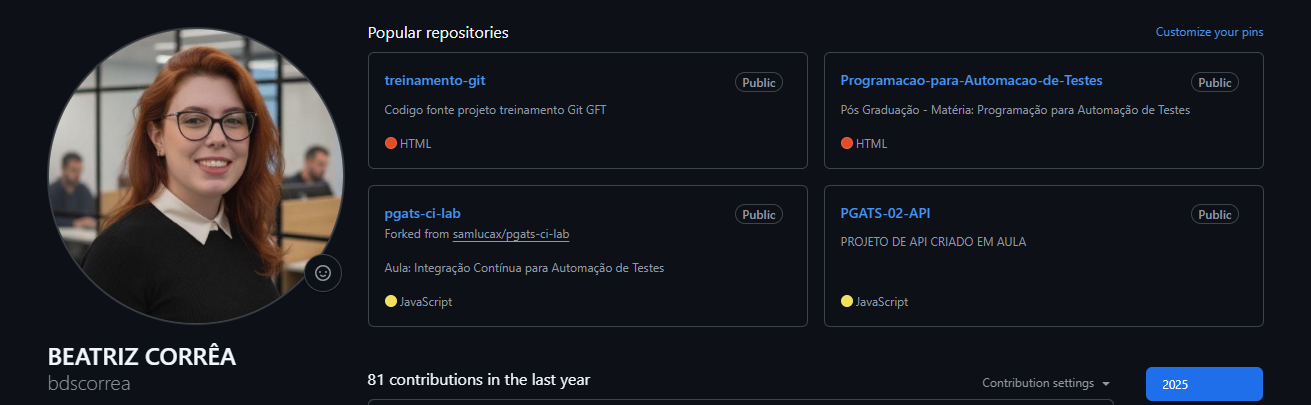 Popular repositories
Customize your pins
treinamento-git
Public
Codigo fonte projeto treinamento Git GFT
HTML
Programacao-para-Automacao-de-Testes
Public
Pós Graduação - Matéria: Programação para Automação de Testes
HTML
pgats-ci-lab
Public
Forked from samlucax/pgats-ci-lab
Aula: Integração Contínua para Automação de Testes
JavaScript
PGATS-02-API
Public
PROJETO DE API CRIADO EM AULA
JavaScript
BEATRIZ CORRÊA
bdscorrea
81 contributions in the last year
Contribution settings
2025